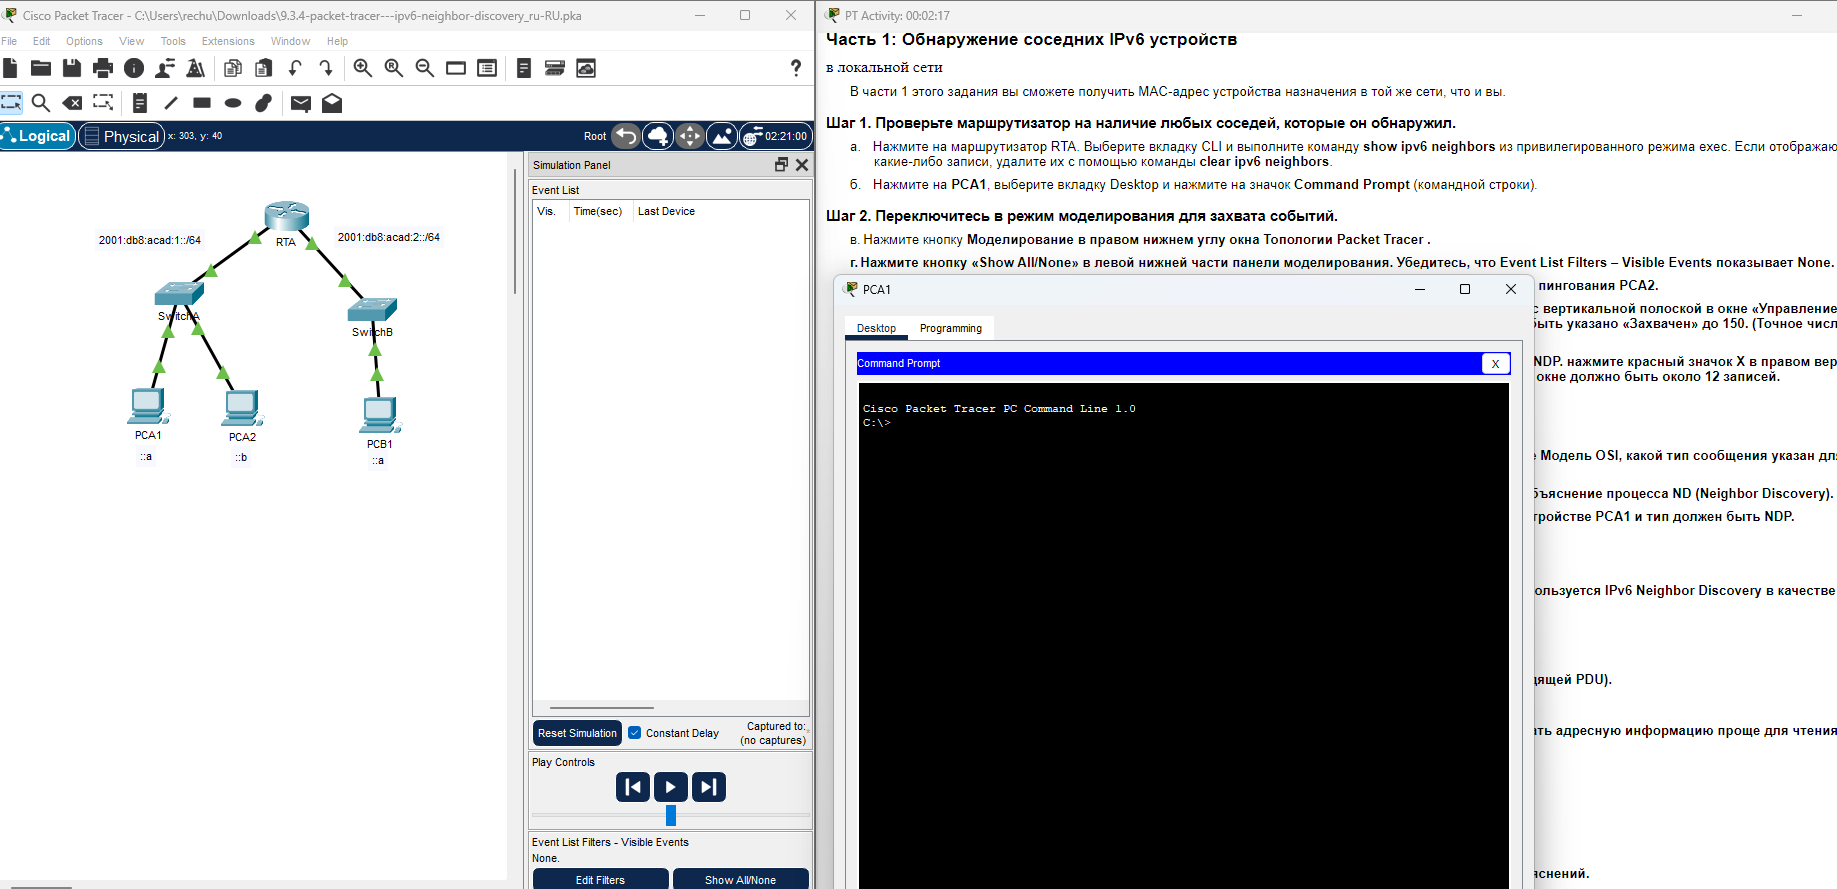 Cisco Packet Tracer - C:\Users\rechu\Downloads\9.3.4-packet-tracer---ipv6-neighbor-discovery_ru-RU.pka
File Edit Options View Tools Extensions Window Help
Logical Physical x: 303, y: 40 Root 02:21:00
2001:db8:acad:1::/64
2001:db8:acad:2::/64
RTA
SwitchA
SwitchB
PCA1
PCA2
PCB1
::a
::b
::a
Simulation Panel
Event List
Vis. Time(sec) Last Device
Reset Simulation Constant Delay Captured to:
(no captures)
Play Controls
Event List Filters - Visible Events
None.
Edit Filters Show All/None
PT Activity: 00:02:17
Часть 1: Обнаружение соседних IPv6 устройств
в локальной сети
В части 1 этого задания вы сможете получить MAC-адрес устройства назначения в той же сети, что и вы.
Шаг 1. Проверьте маршрутизатор на наличие любых соседей, которые он обнаружил.
а. Нажмите на маршрутизатор RTA. Выберите вкладку CLI и выполните команду show ipv6 neighbors из привилегированного режима exec. Если отображаю
какие-либо записи, удалите их с помощью команды clear ipv6 neighbors.
б. Нажмите на PCA1, выберите вкладку Desktop и нажмите на значок Command Prompt (командной строки).
Шаг 2. Переключитесь в режим моделирования для захвата событий.
в. Нажмите кнопку Моделирование в правом нижнем углу окна Топологии Packet Tracer .
г. Нажмите кнопку «Show All/None» в левой нижней части панели моделирования. Убедитесь, что Event List Filters – Visible Events показывает None.
пингования PCA2.
с вертикальной полоской в окне «Управление
быть указано «Захвачен» до 150. (Точное числ
NDP. нажмите красный значок X в правом вер
окне должно быть около 12 записей.
Модель OSI, какой тип сообщения указан дл
бъяснение процесса ND (Neighbor Discovery).
тройстве PCA1 и тип должен быть NDP.
ользуется IPv6 Neighbor Discovery в качестве
дящей PDU).
ать адресную информацию проще для чтения
яснений.
PCA1
Desktop Programming
Command Prompt X
Cisco Packet Tracer PC Command Line 1.0
C:\>